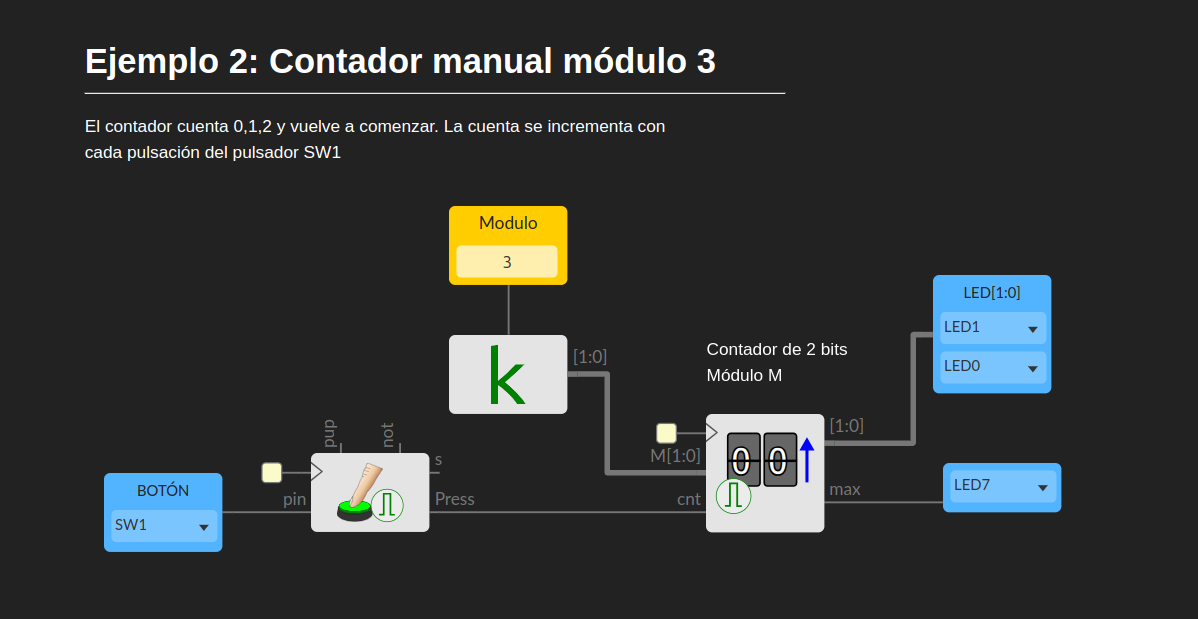 Ejemplo 2: Contador manual módulo 3
El contador cuenta 0,1,2 y vuelve a comenzar. La cuenta se incrementa con
cada pulsación del pulsador SW1
Modulo
3
k
[1:0]
Contador de 2 bits
Módulo M
LED[1:0]
LED1
LED0
pup
not
s
pin
Press
BOTÓN
SW1
M[1:0]
cnt
00
[1:0]
max
LED7